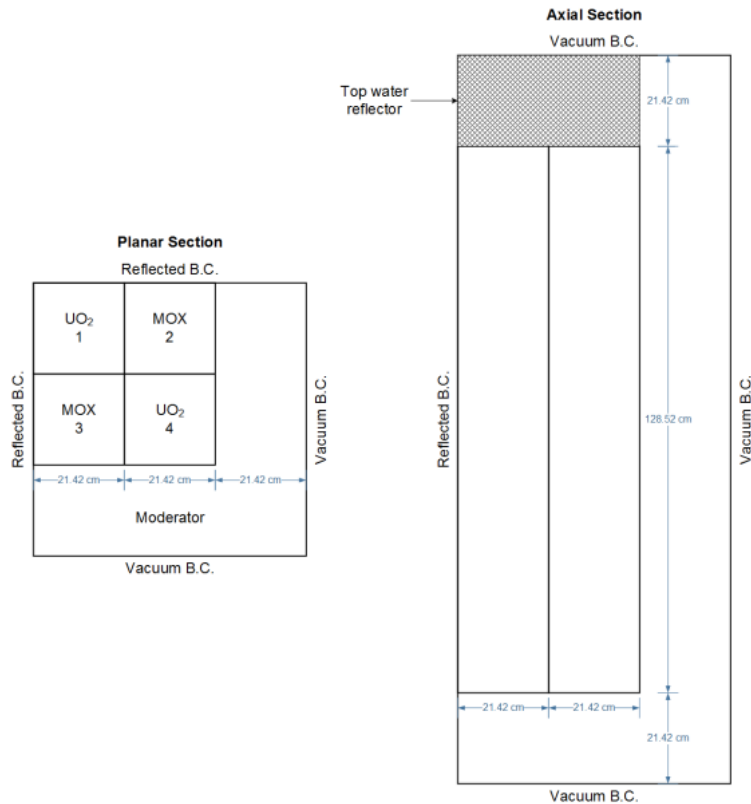 Axial Section
Vacuum B.C.
Top water
reflector
21.42 cm
Planar Section
Reflected B.C.
UO₂
1
MOX
2
MOX
3
UO₂
4
Reflected B.C.
Vacuum B.C.
21.42 cm
21.42 cm
21.42 cm
Moderator
Vacuum B.C.
Reflected B.C.
128.52 cm
Vacuum B.C.
21.42 cm
21.42 cm
21.42 cm
Vacuum B.C.